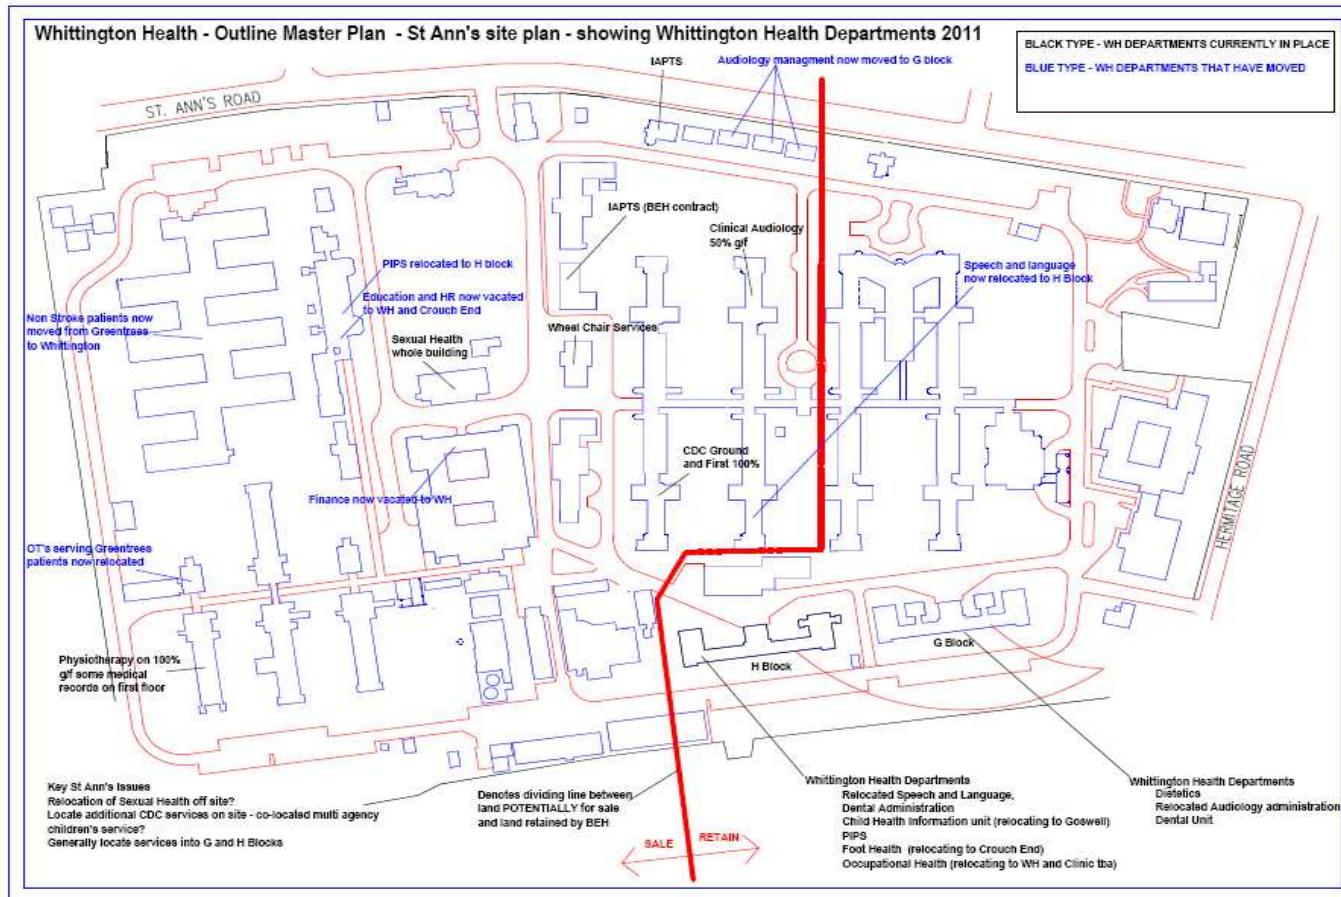 Whittington Health - Outline Master Plan - St Ann's site plan - showing Whittington Health Departments 2011
BLACK TYPE - WH DEPARTMENTS CURRENTLY IN PLACE
BLUE TYPE - WH DEPARTMENTS THAT HAVE MOVED
IAPTS
Audiology managment now moved to G block
ST. ANN'S ROAD
IAPTS (BEH contract)
Clinical Audiology
50% g/f
PIPS relocated to H block
Speech and language
now relocated to H Block
Education and HR now vacated
to WH and Crouch End
Non Stroke patients now
moved from Greentrees
to Whittington
Sexual Health
whole building
Wheel Chair Services
CDC Ground
and First 100%
Finance now vacated to WH
HERMITAGE ROAD
OT's serving Greentrees
patients now relocated
Physiotherapy on 100%
g/f some medical
records on first floor
H Block
G Block
Key St Ann's Issues
Relocation of Sexual Health off site?
Locate additional CDC services on site - co-located multi agency
children's service?
Generally locate services into G and H Blocks
Denotes dividing line between
land POTENTIALLY for sale
and land retained by BEH
SALE
RETAIN
Whittington Health Departments
Relocated Speech and Language,
Dental Administration
Child Health Information unit (relocating to Goswell)
PIPS
Foot Health (relocating to Crouch End)
Occupational Health (relocating to WH and Clinic tba)
Whittington Health Departments
Dietetics
Relocated Audiology administration
Dental Unit